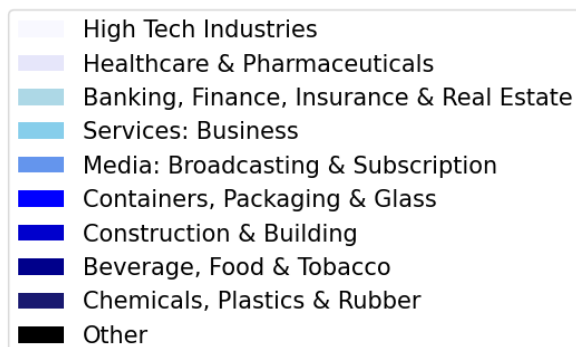 High Tech Industries
Healthcare & Pharmaceuticals
Banking, Finance, Insurance & Real Estate
Services: Business
Media: Broadcasting & Subscription
Containers, Packaging & Glass
Construction & Building
Beverage, Food & Tobacco
Chemicals, Plastics & Rubber
Other